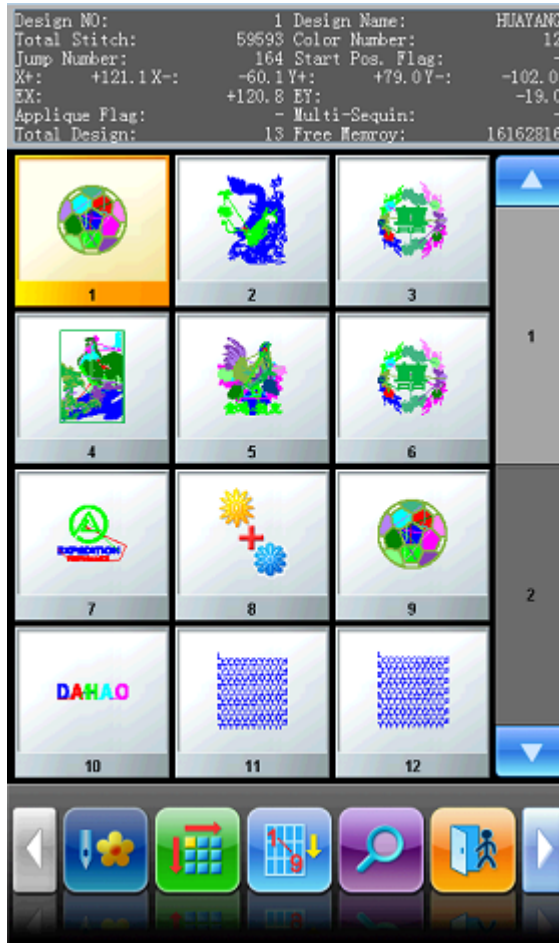 Design NO: 1 Design Name: HUAYANG
Total Stitch: 59593 Color Number: 12
Jump Number: 164 Start Pos. Flag: -
X+: +121.1 X-: -60.1 Y+: +79.0 Y-: -102.0
EX: +120.8 EY: -19.0
Applique Flag: - Multi-Sequin:
Total Design: 13 Free Memroy: 16162816
1 2 3
1
4 5 6
EXPEDITION
7 8 9
2
DAHAO
10 11 12
1 9